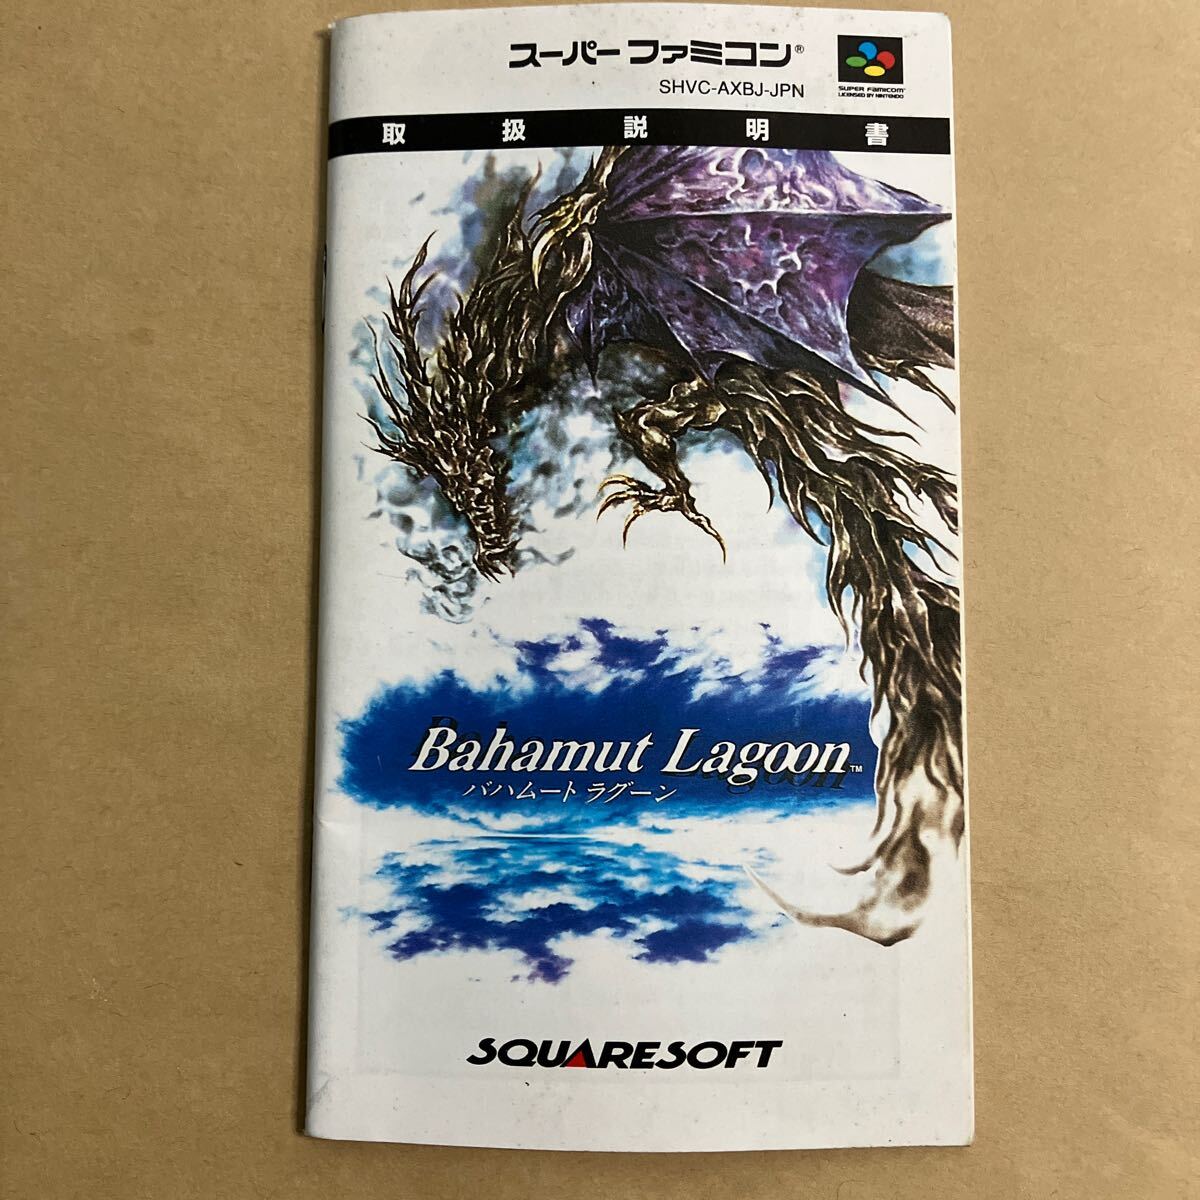 スーパーファミコン®
SHVC-AXBJ-JPN
SUPER FAMICOM
LICENSED BY NINTENDO
取扱説明書
Bahamut Lagoon™
バハムート ラグーン
SQUARESOFT